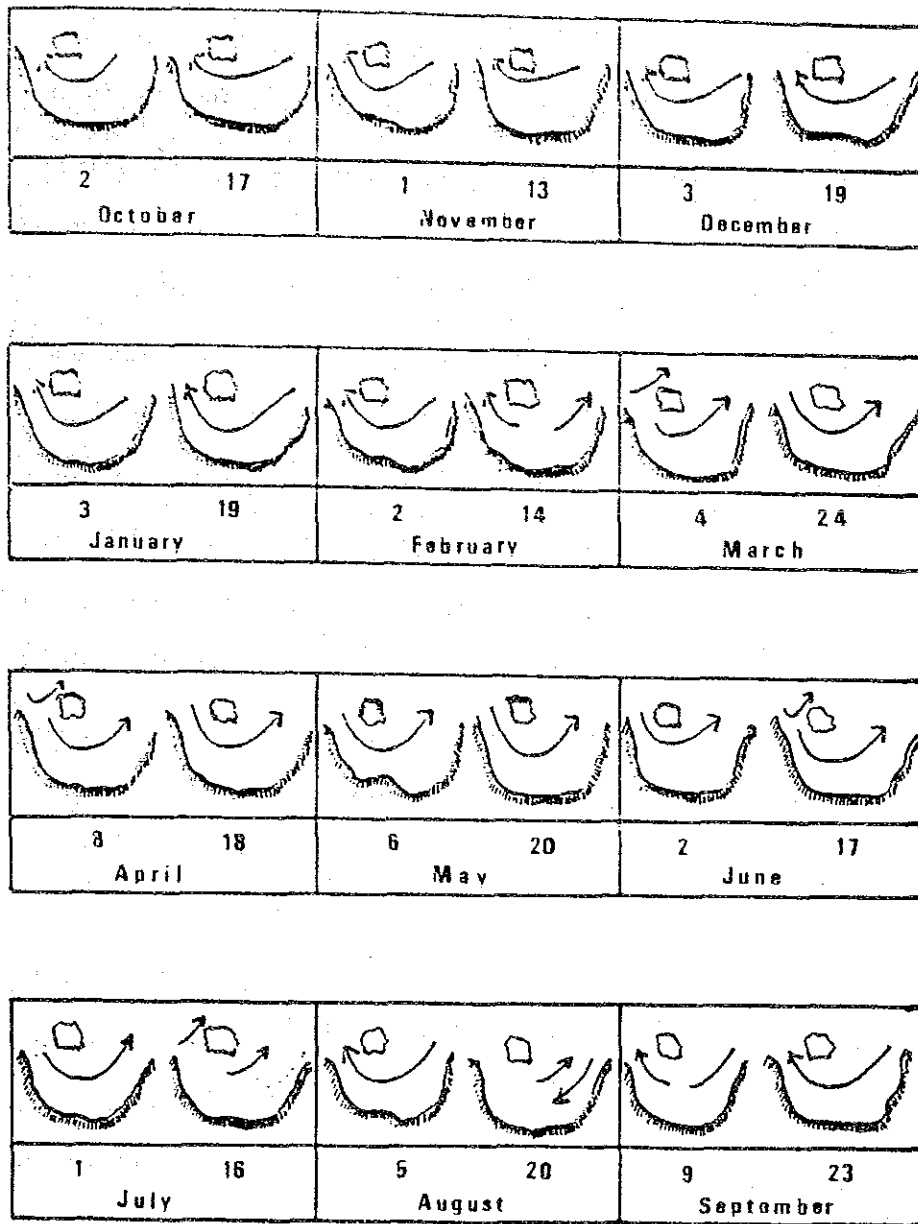 2 17 1 13 3 19
October November December
3 19 2 14 4 24
January February March
8 18 6 20 2 17
April May June
1 16 5 20 9 23
July August September